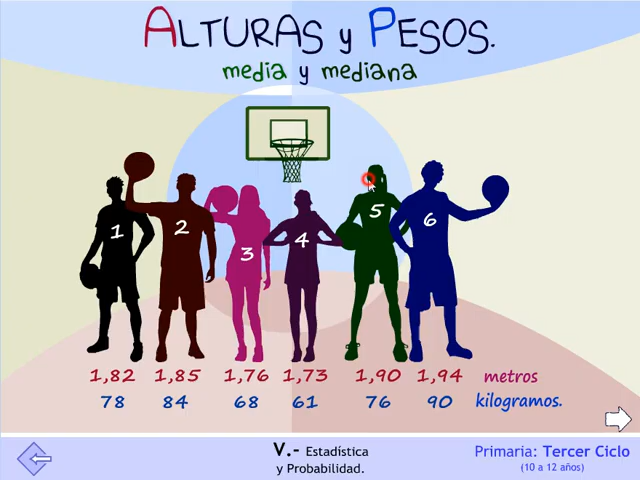 ALTURAS y PESOS.
media y mediana
1 2 3 4 5 6
1,82 1,85 1,76 1,73 1,90 1,94 metros
78 84 68 61 76 90 kilogramos.
V.- Estadística
y Probabilidad.
Primaria: Tercer Ciclo
(10 a 12 años)